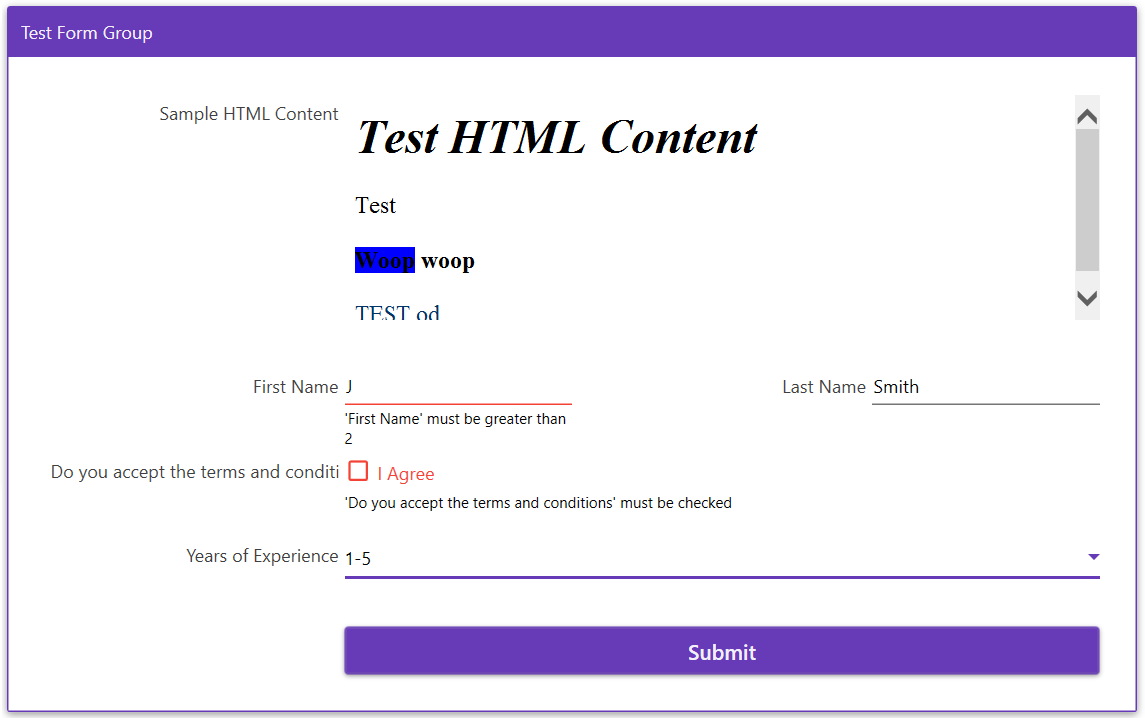 Test Form Group
Sample HTML Content
Test HTML Content
Test
Woop woop
TEST od
First Name J
Last Name Smith
'First Name' must be greater than
2
Do you accept the terms and conditi
I Agree
'Do you accept the terms and conditions' must be checked
Years of Experience 1-5
Submit